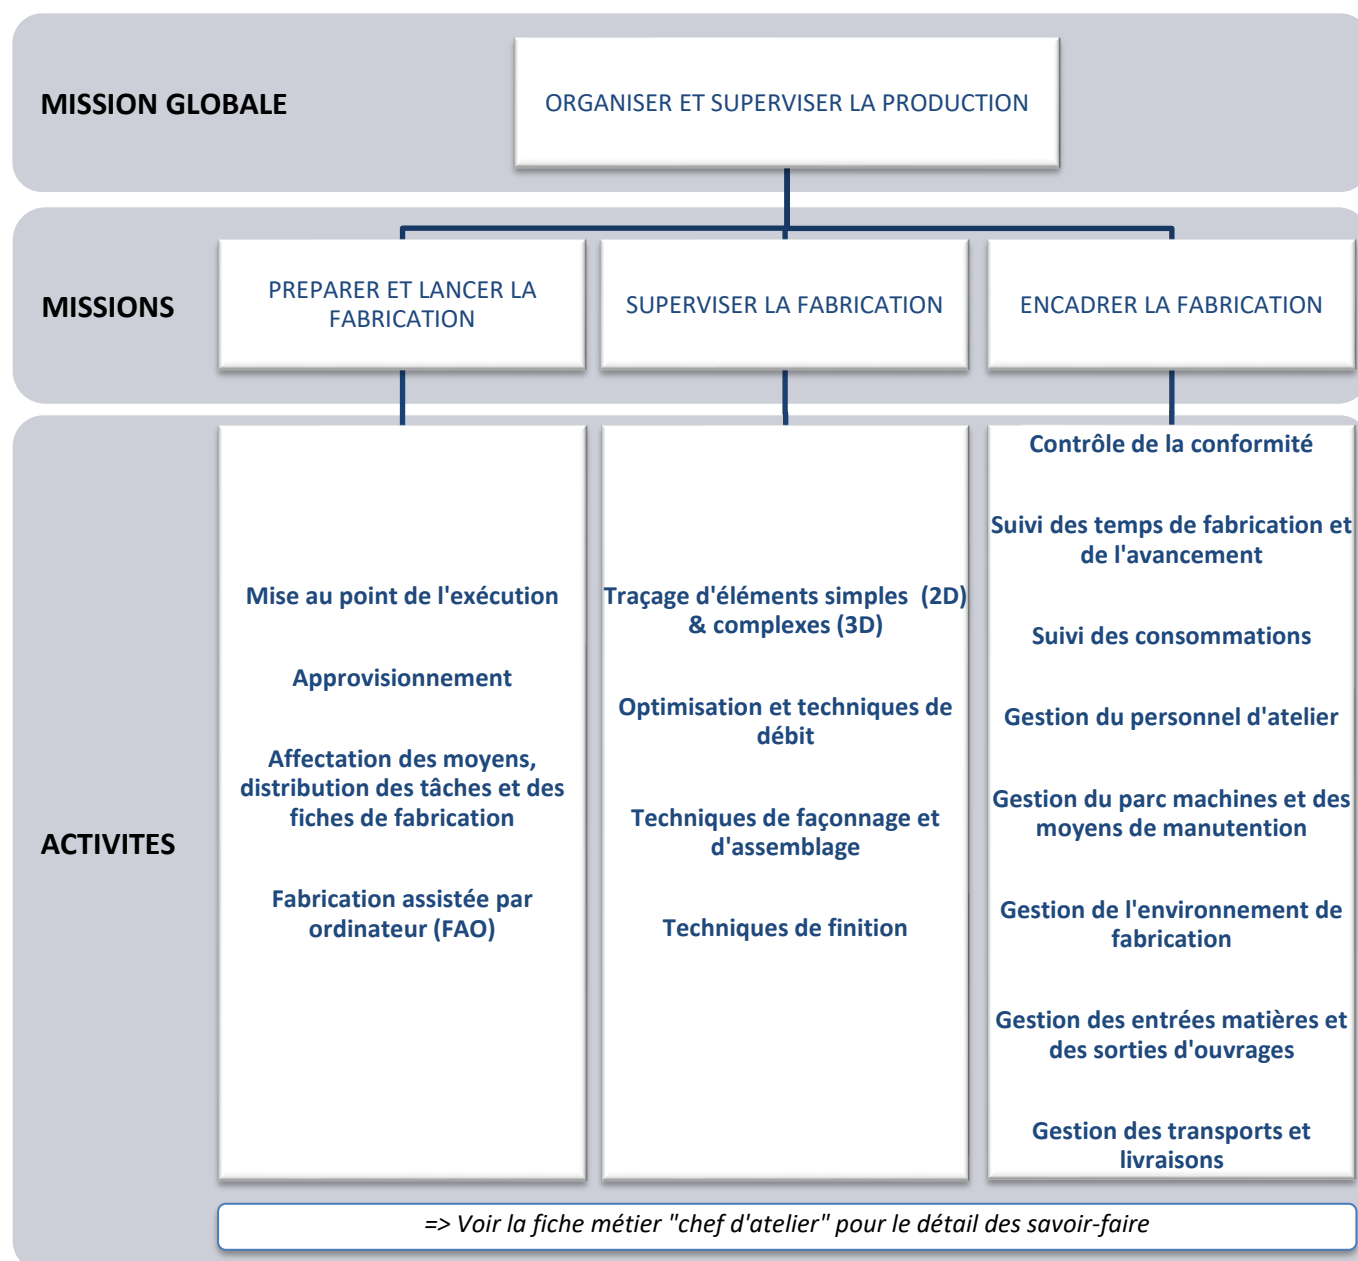 MISSION GLOBALE
ORGANISER ET SUPERVISER LA PRODUCTION
MISSIONS
PREPARER ET LANCER LA
FABRICATION
SUPERVISER LA FABRICATION
ENCADRER LA FABRICATION
ACTIVITES
Mise au point de l'exécution
Approvisionnement
Affectation des moyens,
distribution des tâches et des
fiches de fabrication
Fabrication assistée par
ordinateur (FAO)
Traçage d'éléments simples  (2D)
& complexes (3D)
Optimisation et techniques de
débit
Techniques de façonnage et
d'assemblage
Techniques de finition
Contrôle de la conformité
Suivi des temps de fabrication et
de l'avancement
Suivi des consommations
Gestion du personnel d'atelier
Gestion du parc machines et des
moyens de manutention
Gestion de l'environnement de
fabrication
Gestion des entrées matières et
des sorties d'ouvrages
Gestion des transports et
livraisons
=> Voir la fiche métier "chef d'atelier" pour le détail des savoir-faire